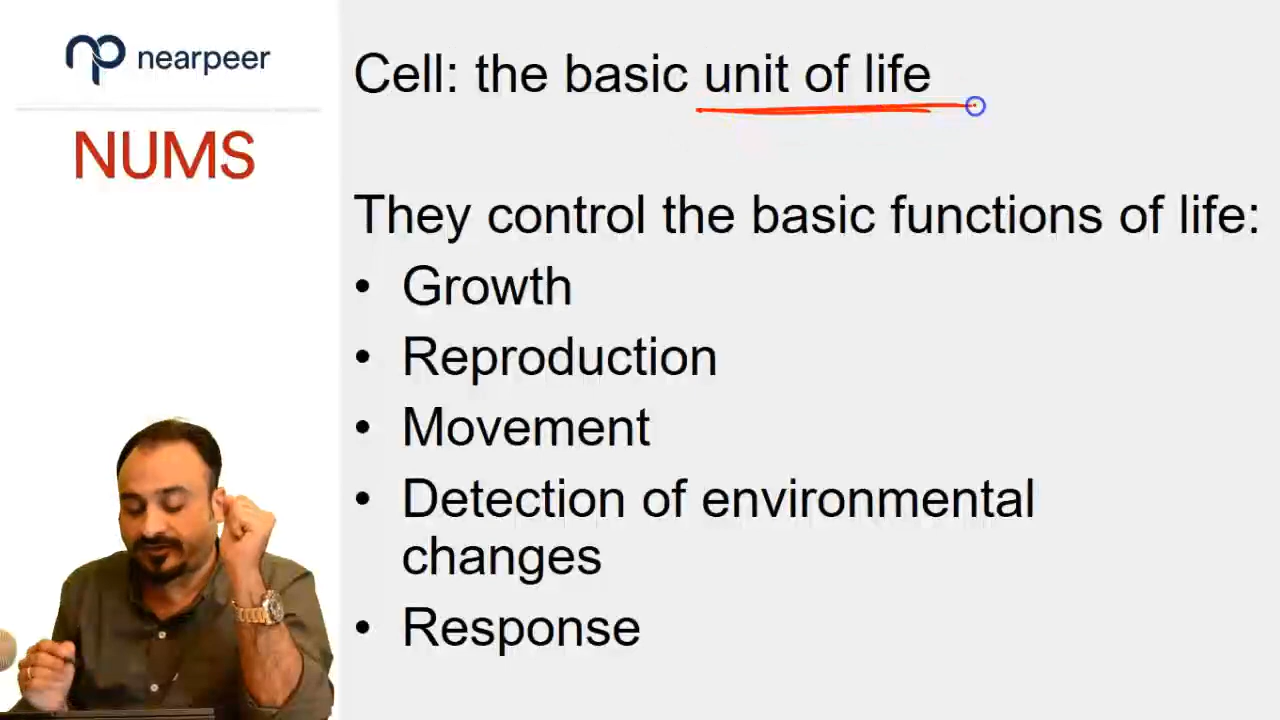 nearpeer
NUMS
Cell: the basic unit of life
They control the basic functions of life:
• Growth
• Reproduction
• Movement
• Detection of environmental
changes
• Response